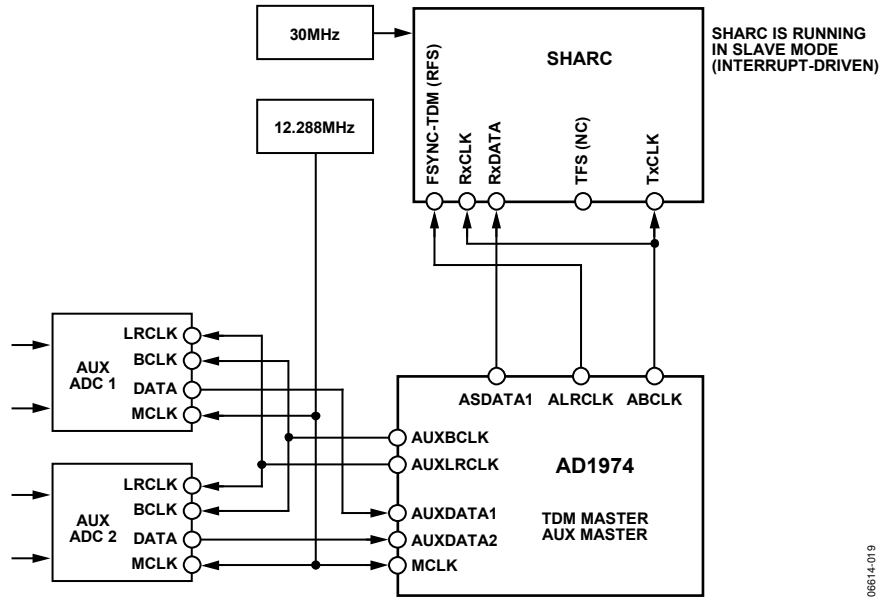 30MHz
12.288MHz
SHARC
SHARC IS RUNNING
IN SLAVE MODE
(INTERRUPT-DRIVEN)
FSYNC-TDM (RFS)
RxCLK
RxDATA
TFS (NC)
TxCLK
AUX
ADC 1
LRCLK
BCLK
DATA
MCLK
AUX
ADC 2
LRCLK
BCLK
DATA
MCLK
ASDATA1 ALRCLK ABCLK
AUXBCLK
AUXLRCLK
AUXDATA1
AUXDATA2
MCLK
AD1974
TDM MASTER
AUX MASTER
06614-019